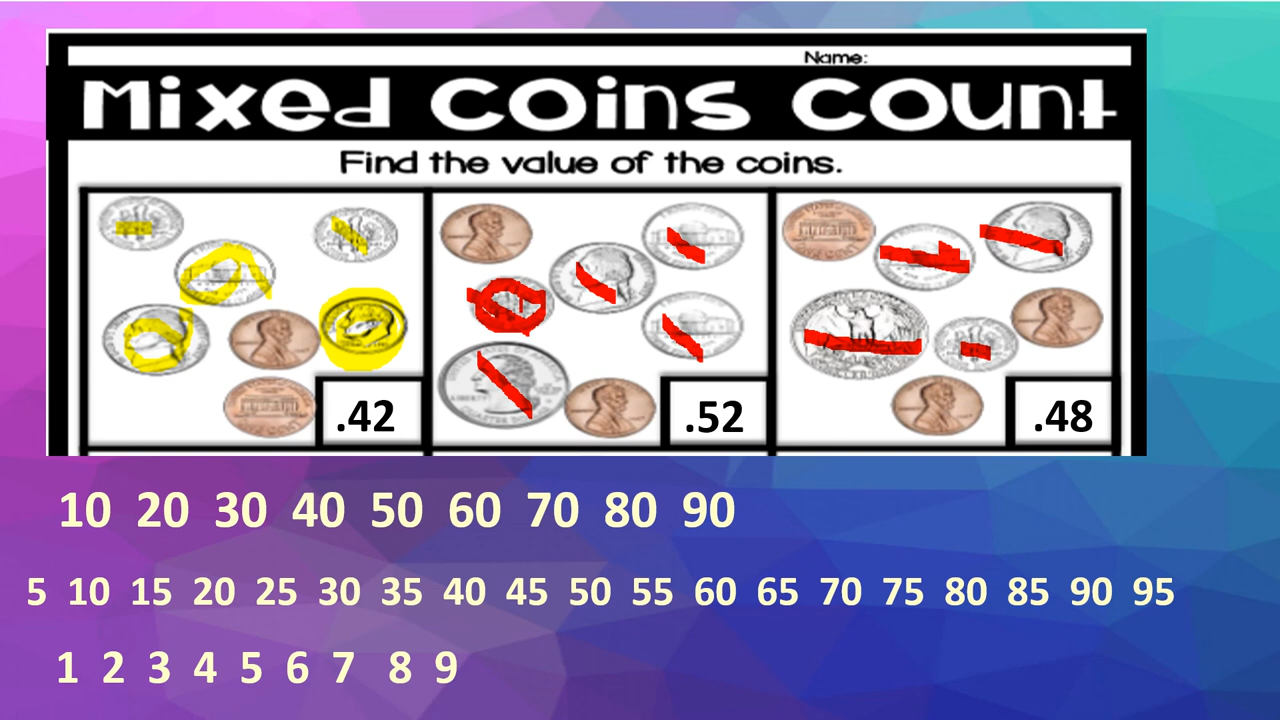 Name:
Mixed Coins Count
Find the value of the coins.
.42
.52
.48
10 20 30 40 50 60 70 80 90
5 10 15 20 25 30 35 40 45 50 55 60 65 70 75 80 85 90 95
1 2 3 4 5 6 7 8 9